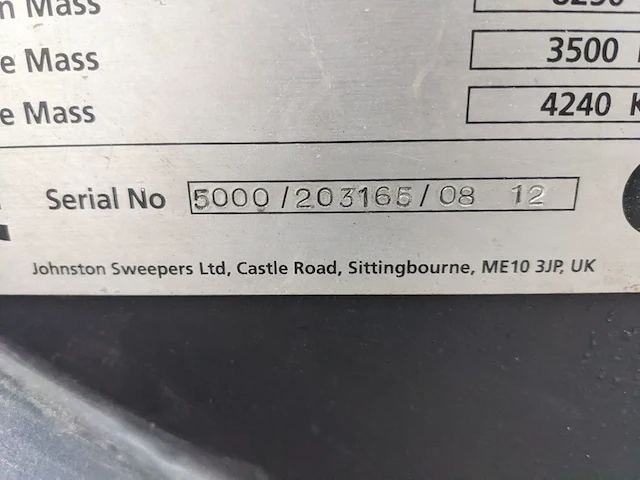 n Mass
e Mass 3500
e Mass 4240 K
Serial No 5000/203165/08 12
Johnston Sweepers Ltd, Castle Road, Sittingbourne, ME10 3JP, UK